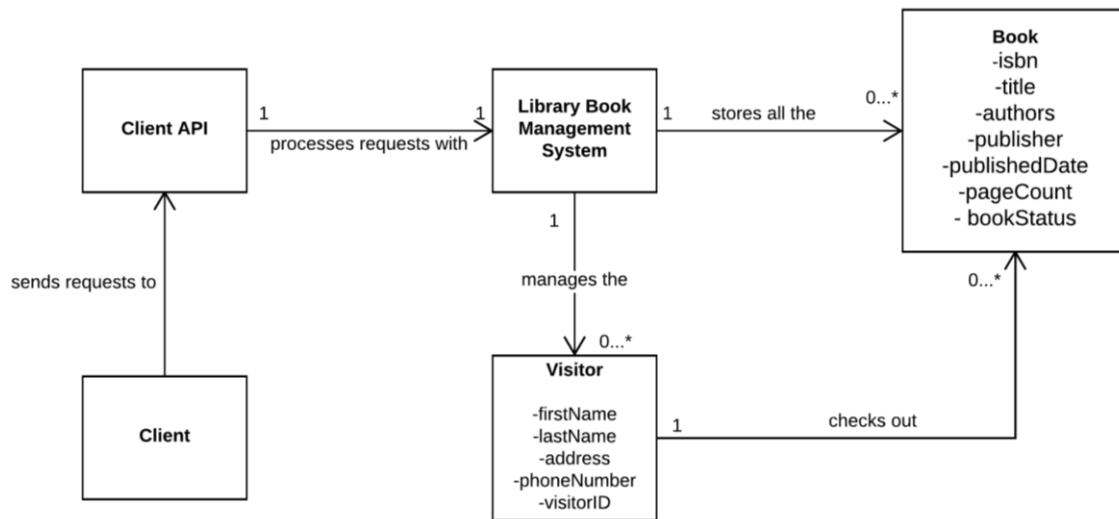 Client API
1
processes requests with
1
Library Book
Management
System
1
stores all the
0...*
Book
-isbn
-title
-authors
-publisher
-publishedDate
-pageCount
- bookStatus
sends requests to
Client
1
manages the
0...*
Visitor
-firstName
-lastName
-address
-phoneNumber
-visitorID
1
checks out
0...*